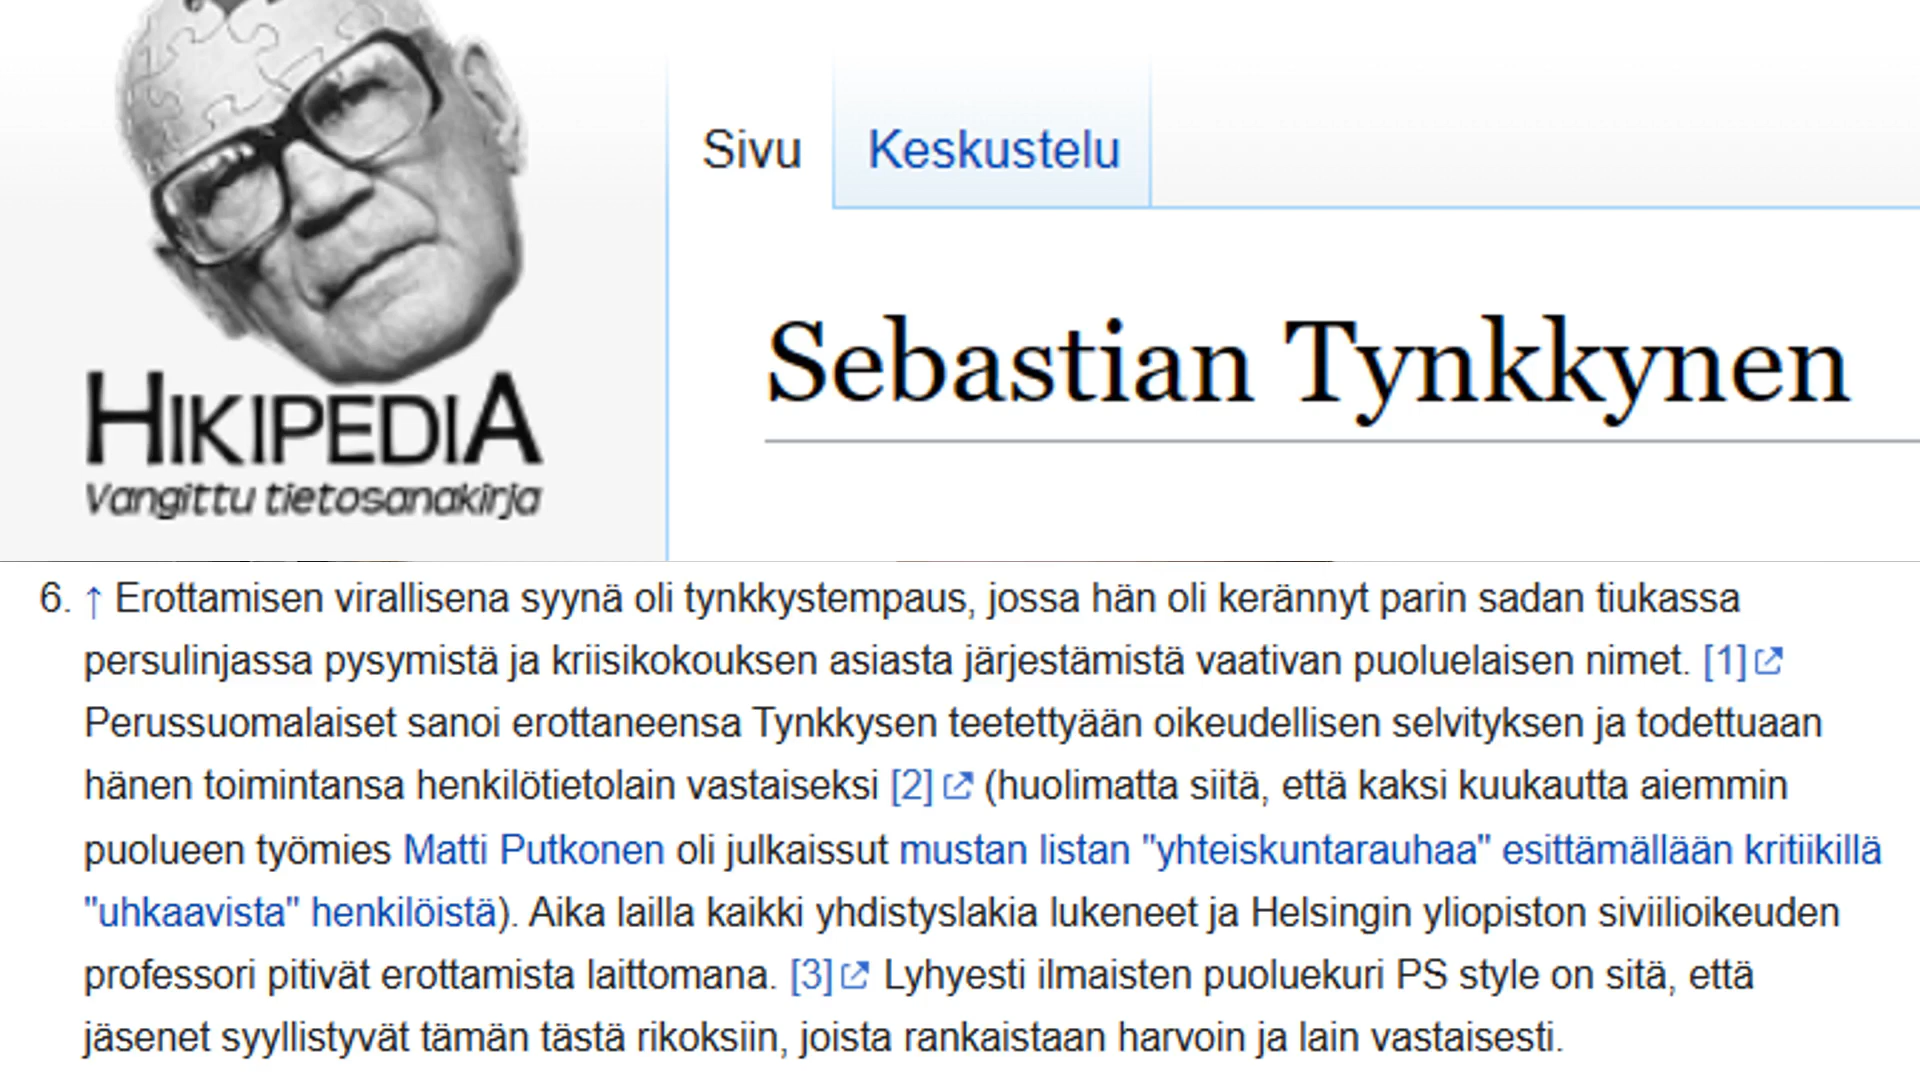 HIKIPEDIA
Vangittu tietosanakirja
Sivu
Keskustelu
Sebastian Tynkkynen
6. ↑ Erottamisen virallisena syynä oli tynkkystempaus, jossa hän oli kerännyt parin sadan tiukassa
persulinjassa pysymistä ja kriisikokouksen asiasta järjestämistä vaativan puoluelaisen nimet. [1]
Perussuomalaiset sanoi erottaneensa Tynkkysen teetettyään oikeudellisen selvityksen ja todettuaan
hänen toimintansa henkilötietolain vastaiseksi [2] (huolimatta siitä, että kaksi kuukautta aiemmin
puolueen työmies Matti Putkonen oli julkaissut mustan listan "yhteiskuntarauhaa" esittämällään kritiikillä
"uhkaavista" henkilöistä). Aika lailla kaikki yhdistyslakia lukeneet ja Helsingin yliopiston siviilioikeuden
professori pitivät erottamista laittomana. [3] Lyhyesti ilmaisten puoluekuri PS style on sitä, että
jäsenet syyllistyvät tämän tästä rikoksiin, joista rankaistaan harvoin ja lain vastaisesti.